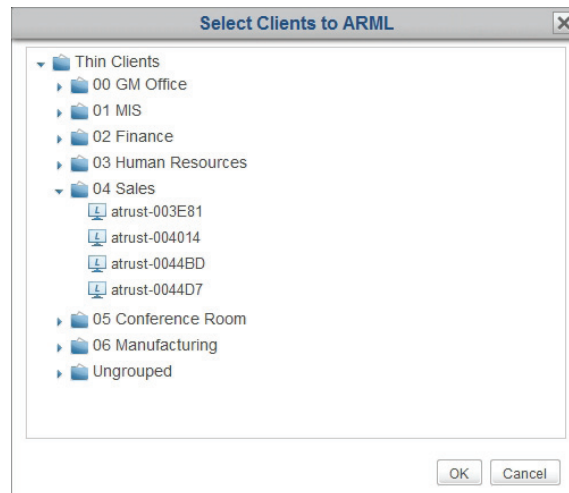 Select Clients to ARML
Thin Clients
00 GM Office
01 MIS
02 Finance
03 Human Resources
04 Sales
L atrust-003E81
L atrust-004014
L atrust-0044BD
L atrust-0044D7
05 Conference Room
06 Manufacturing
Ungrouped
OK Cancel